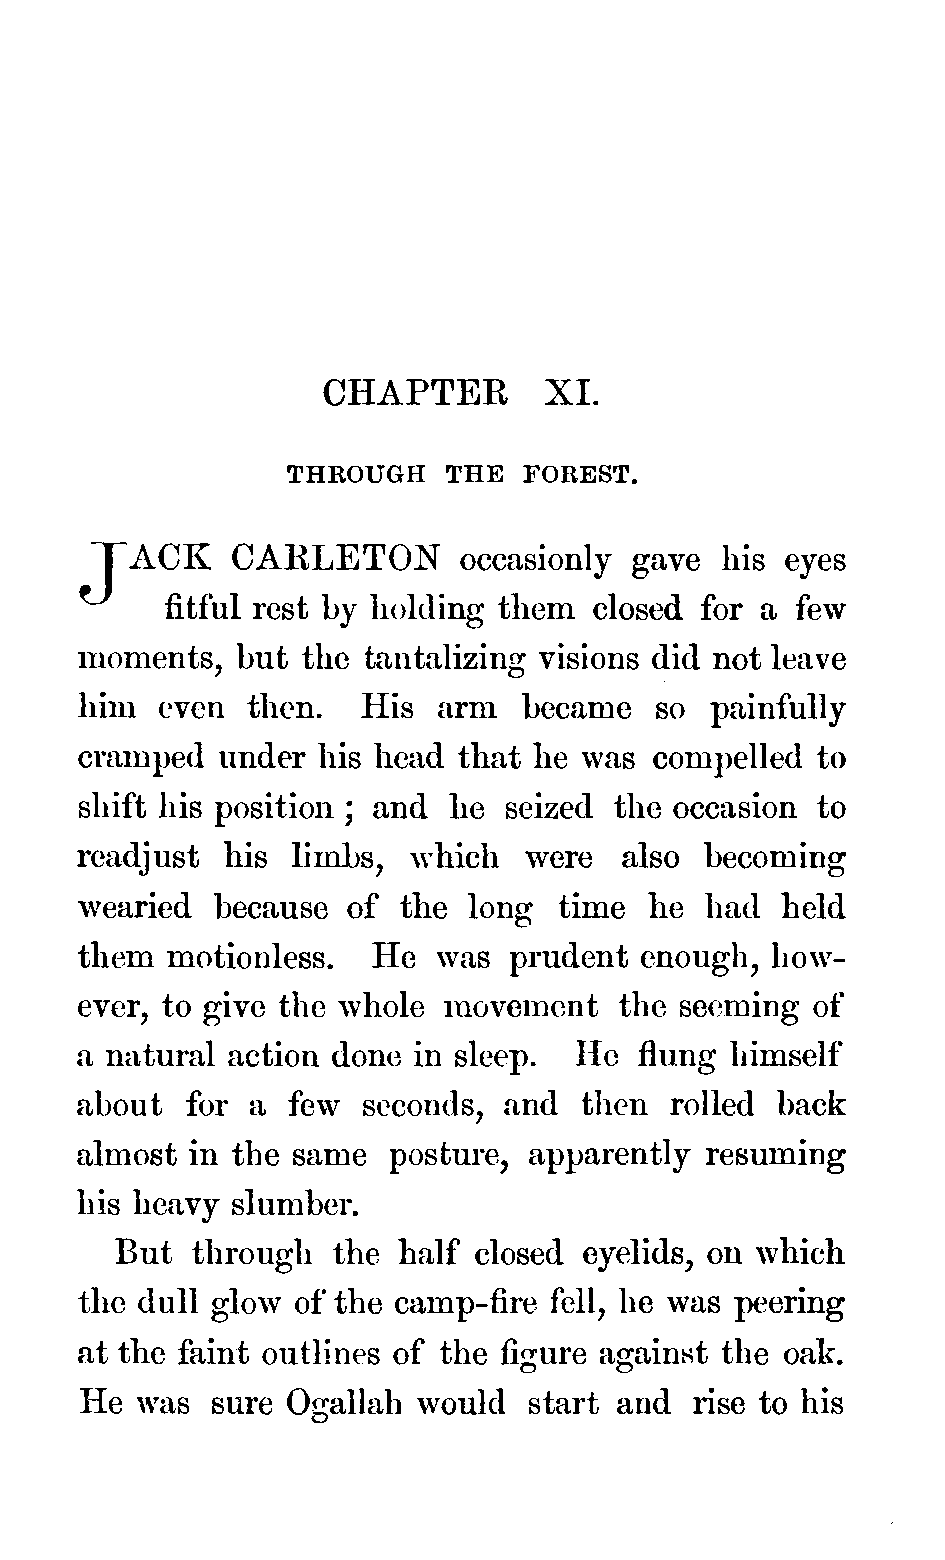 CHAPTER XI.
THROUGH THE FOREST.
JACK CARLETON occasionly gave his eyes
fitful rest by holding them closed for a few
moments, but the tantalizing visions did not leave
him even then. His arm became so painfully
cramped under his head that he was compelled to
shift his position ; and he seized the occasion to
readjust his limbs, which were also becoming
wearied because of the long time he had held
them motionless. He was prudent enough, how-
ever, to give the whole movement the seeming of
a natural action done in sleep. He flung himself
about for a few seconds, and then rolled back
almost in the same posture, apparently resuming
his heavy slumber.
But through the half closed eyelids, on which
the dull glow of the camp-fire fell, he was peering
at the faint outlines of the figure against the oak.
He was sure Ogallah would start and rise to his